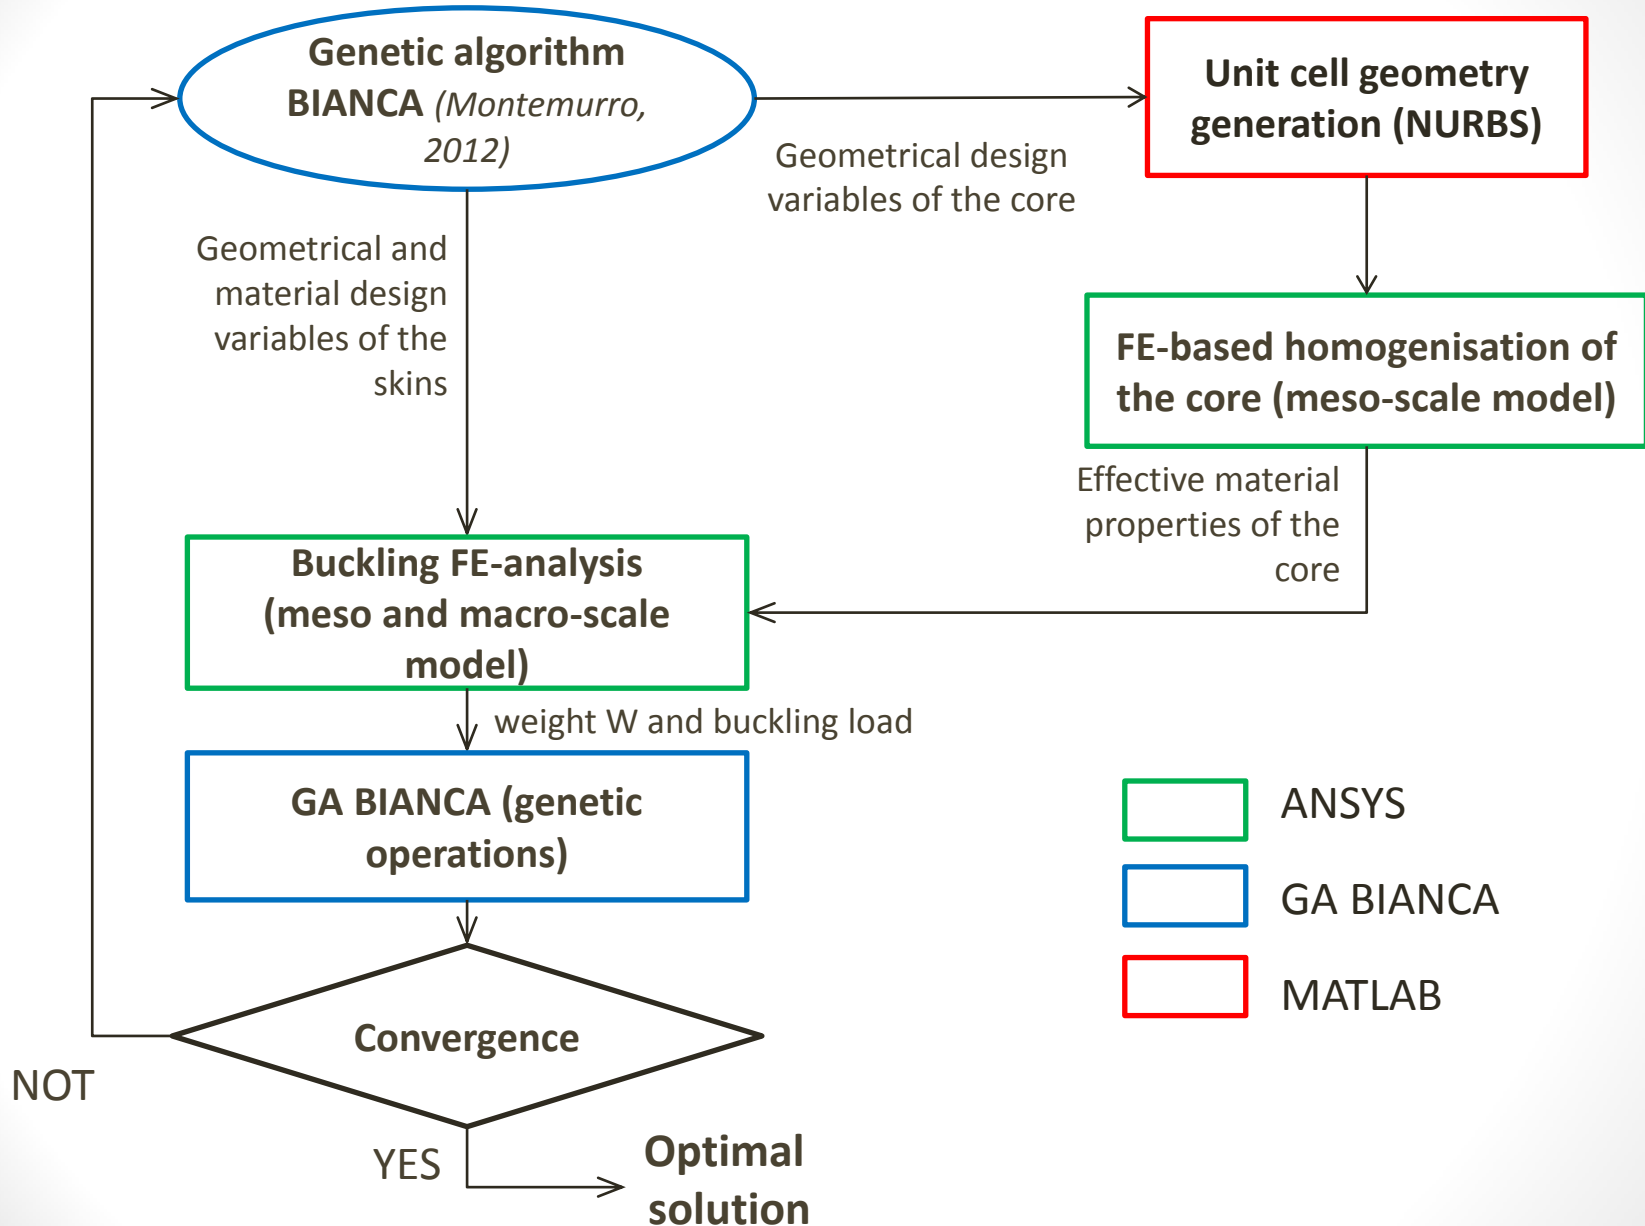 Genetic algorithm
BIANCA (Montemurro,
2012)
Unit cell geometry
generation (NURBS)
Geometrical design
variables of the core
Geometrical and
material design
variables of the
skins
FE-based homogenisation of
the core (meso-scale model)
Effective material
properties of the
core
Buckling FE-analysis
(meso and macro-scale
model)
weight W and buckling load
GA BIANCA (genetic
operations)
ANSYS
GA BIANCA
MATLAB
Convergence
NOT
YES
Optimal
solution